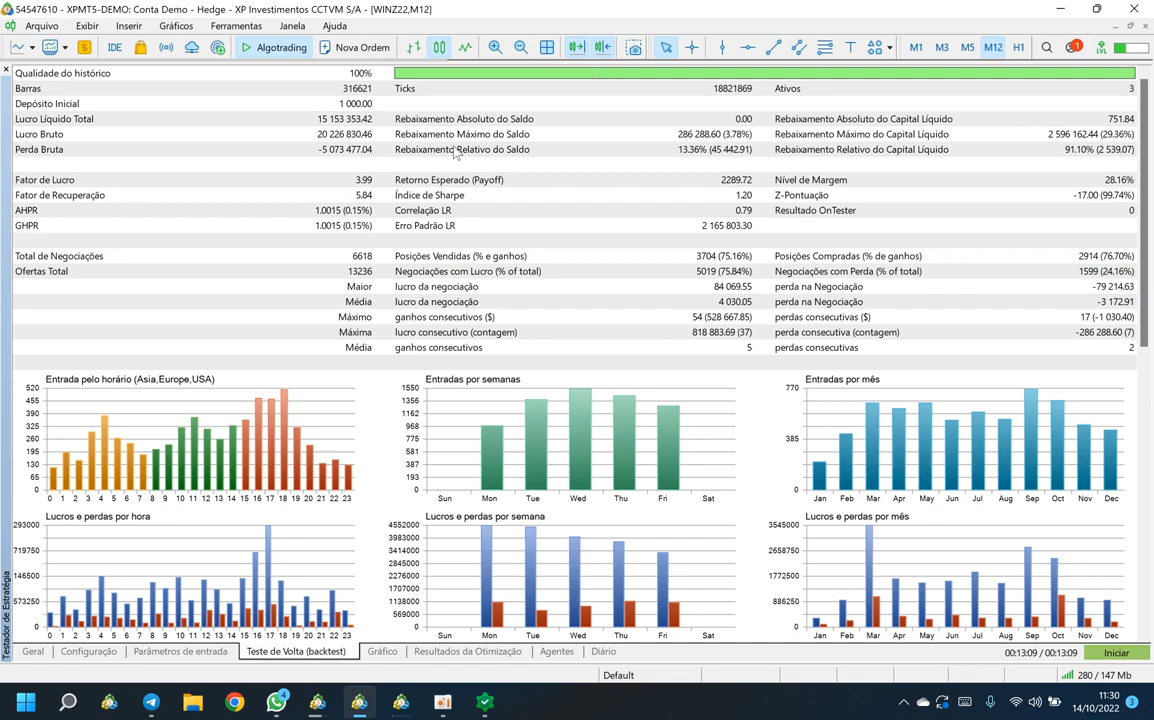 54547610 - XPMT5-DEMO: Conta Demo - Hedge - XP Investimentos CCTVM S/A - [WINZ22,M12]
Arquivo Exibir Inserir Gráficos Ferramentas Janela Ajuda
IDE Algotrading Nova Ordem M1 M3 M5 M12 H1 1 LVL
Qualidade do histórico 100%
Barras 316621 Ticks 18821869 Ativos 3
Depósito Inicial 1 000.00
Lucro Líquido Total 15 153 353.42 Rebaixamento Absoluto do Saldo 0.00 Rebaixamento Absoluto do Capital Líquido 751.84
Lucro Bruto 20 226 830.46 Rebaixamento Máximo do Saldo 286 288.60 (3.78%) Rebaixamento Máximo do Capital Líquido 2 596 162.44 (29.36%)
Perda Bruta -5 073 477.04 Rebaixamento Relativo do Saldo 13.36% (45 442.91) Rebaixamento Relativo do Capital Líquido 91.10% (2 539.07)
Fator de Lucro 3.99 Retorno Esperado (Payoff) 2289.72 Nível de Margem 28.16%
Fator de Recuperação 5.84 Índice de Sharpe 1.20 Z-Pontuação -17.00 (99.74%)
AHPR 1.0015 (0.15%) Correlação LR 0.79 Resultado OnTester 0
GHPR 1.0015 (0.15%) Erro Padrão LR 2 165 803.30
Total de Negociações 6618 Posições Vendidas (% e ganhos) 3704 (75.16%) Posições Compradas (% de ganhos) 2914 (76.70%)
Ofertas Total 13236 Negociações com Lucro (% of total) 5019 (75.84%) Negociações com Perda (% of total) 1599 (24.16%)
Maior lucro da negociação 84 069.55 perda na Negociação -79 214.63
Média lucro da negociação 4 030.05 perda na Negociação -3 172.91
Máximo ganhos consecutivos ($) 54 (528 667.85) perdas consecutivas ($) 17 (-1 030.40)
Máxima lucro consecutivo (contagem) 818 883.69 (37) perda consecutiva (contagem) -286 288.60 (7)
Média ganhos consecutivos 5 perdas consecutivas 2
Entrada pelo horário (Asia,Europe,USA) Entradas por semanas Entradas por mês
520 1550 770
455 1356
390 1162
325 968 385
260 775
195 581
130 387
65 193
0 0 0
0 1 2 3 4 5 6 7 8 9 10 11 12 13 14 15 16 17 18 19 20 21 22 23 Sun Mon Tue Wed Thu Fri Sat Jan Feb Mar Apr May Jun Jul Aug Sep Oct Nov Dec
Lucros e perdas por hora Lucros e perdas por semana Lucros e perdas por mês
293000 4552000 3545000
3983000
719750 3414000 2658750
2845000
146500 2276000 1772500
1707000
573250 1138000 886250
569000
0 0 0
0 1 2 3 4 5 6 7 8 9 10 11 12 13 14 15 16 17 18 19 20 21 22 23 Sun Mon Tue Wed Thu Fri Sat Jan Feb Mar Apr May Jun Jul Aug Sep Oct Nov Dec
Testador de Estratégia
Geral Configuração Parâmetros de entrada Teste de Volta (backtest) Gráfico Resultados da Otimização Agentes Diário 00:13:09 / 00:13:09 Iniciar
Default 280 / 147 Mb
4 11:30
14/10/2022 3